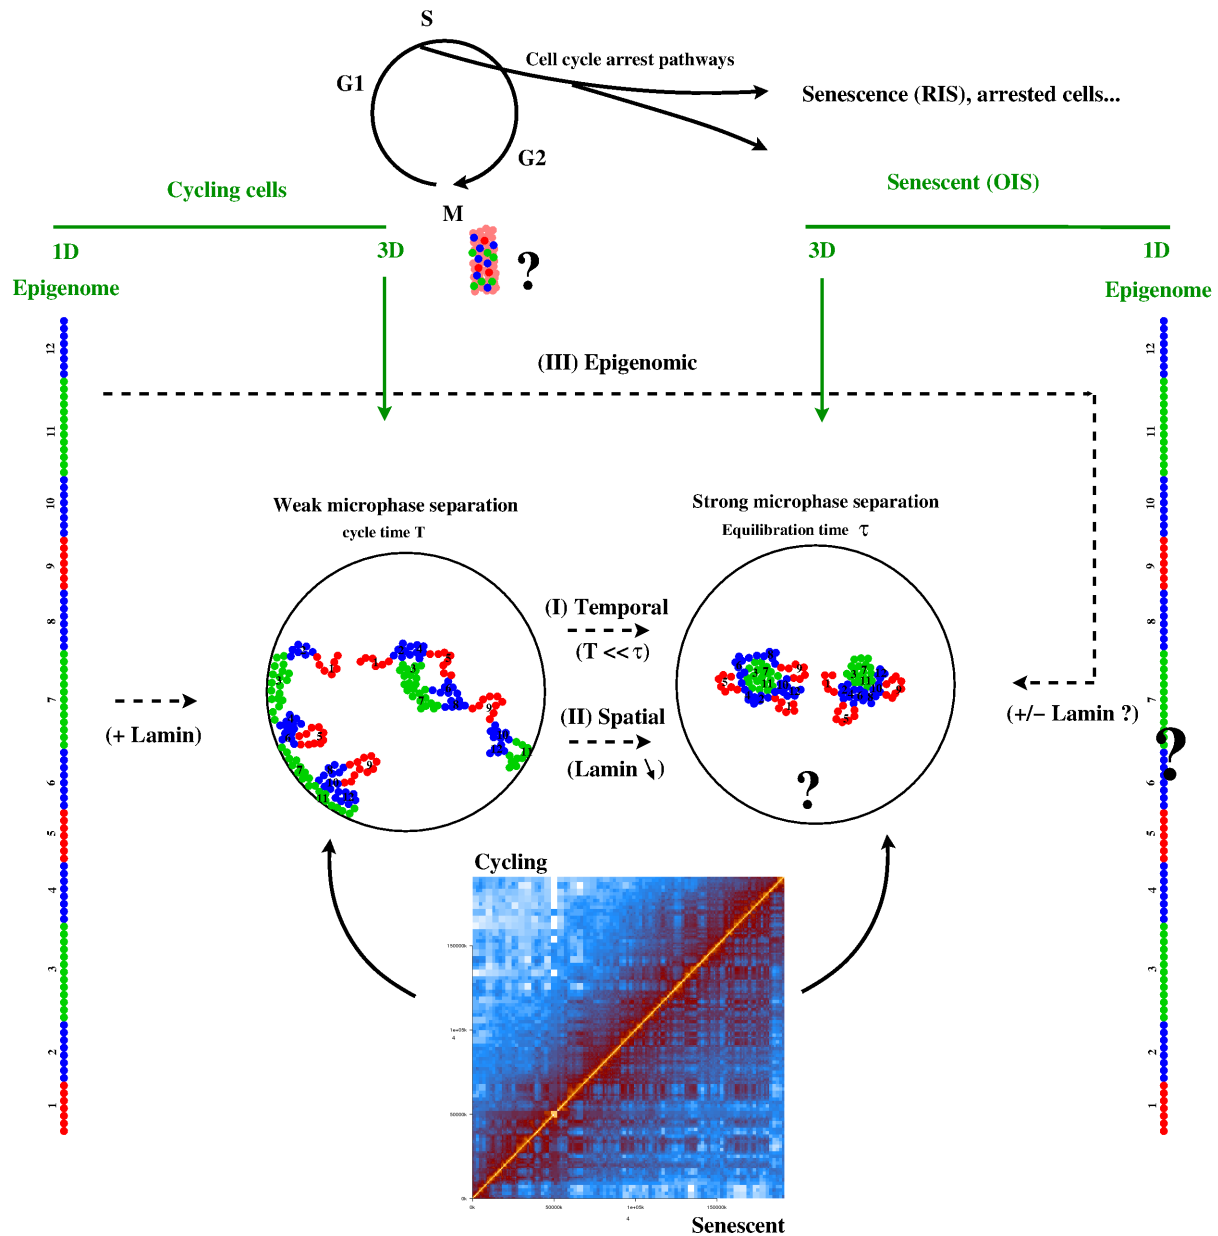 S
Cell cycle arrest pathways
G1
Senescence (RIS), arrested cells...
G2
Cycling cells
Senescent (OIS)
M
1D
3D
?
3D
1D
Epigenome
Epigenome
(III) Epigenomic
12
11
10
9
8
7
6
5
4
3
2
1
Weak microphase separation
cycle time T
Strong microphase separation
Equilibration time τ
(I) Temporal
(T << τ)
(II) Spatial
(Lamin ↘)
(+ Lamin)
(+/− Lamin ?)
?
?
12
11
10
9
8
7
6
5
4
3
2
1
Cycling
150000k
1e+05k
4
50000k
0k
0k
50000k
1e+05k
150000k
4
Senescent